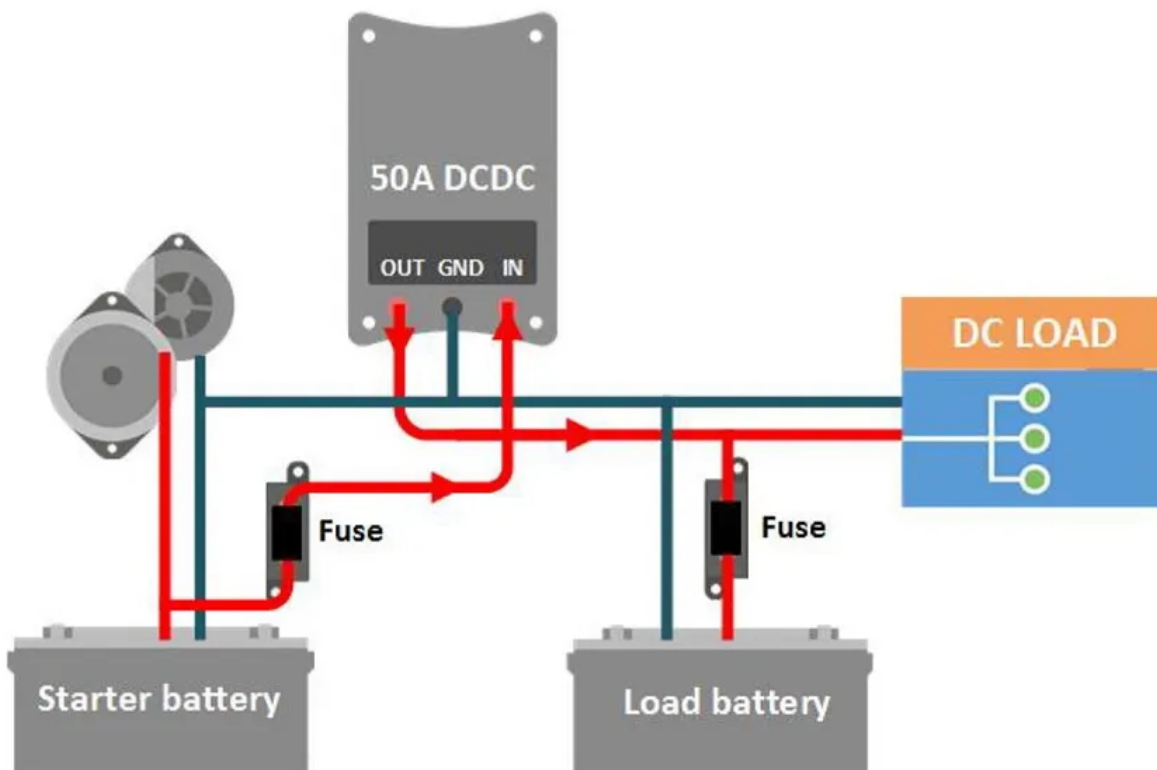 50A DCDC
OUT GND IN
DC LOAD
Fuse
Fuse
Starter battery
Load battery